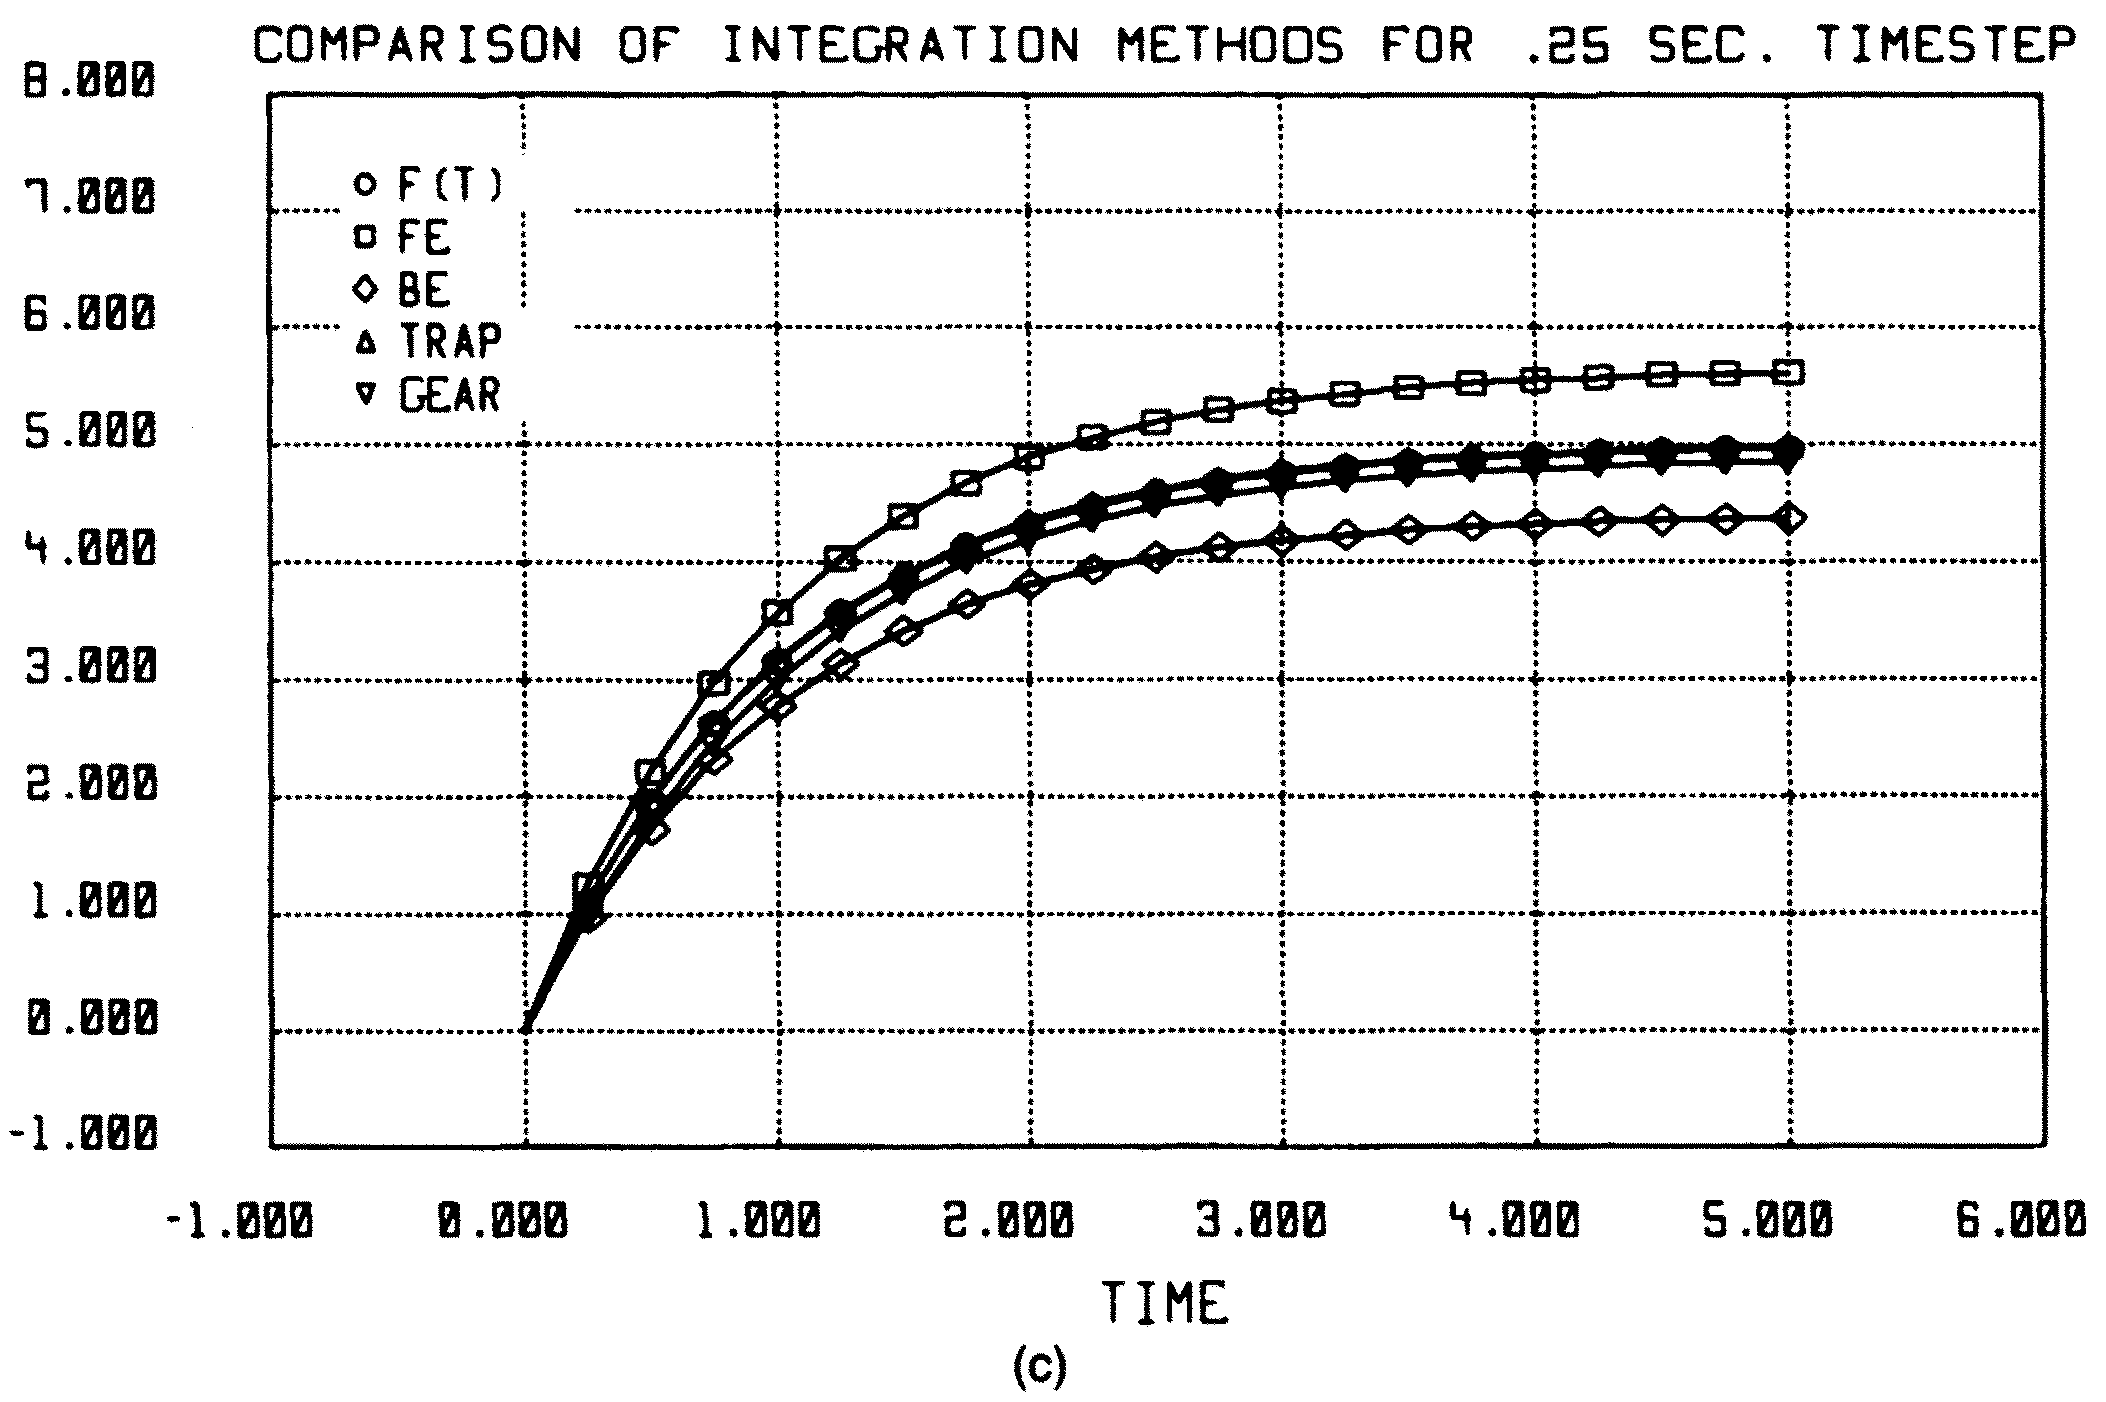 COMPARISON OF INTEGRATION METHODS FOR .25 SEC. TIMESTEP
8.000
7.000
6.000
5.000
4.000
3.000
2.000
1.000
0.000
-1.000
F(T)
FE
BE
TRAP
GEAR
-1.000 0.000 1.000 2.000 3.000 4.000 5.000 6.000
TIME
(c)